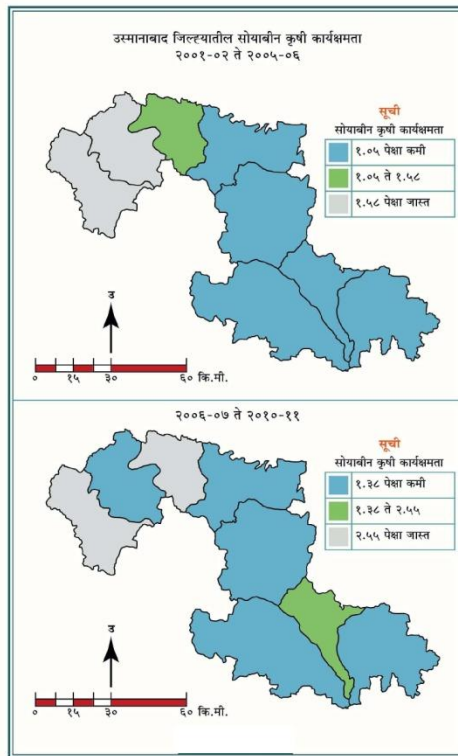 उस्मानाबाद जिल्ह्यातील सोयाबीन कृषी कार्यक्षमता
२००१-०२ ते २००५-०६
सूची
सोयाबीन कृषी कार्यक्षमता
१.०५ पेक्षा कमी
१.०५ ते १.५८
१.५८ पेक्षा जास्त
उ
० १५ ३० ६० कि.मी.
२००६-०७ ते २०१०-११
सूची
सोयाबीन कृषी कार्यक्षमता
१.३८ पेक्षा कमी
१.३८ ते २.५५
२.५५ पेक्षा जास्त
उ
० १५ ३० ६० कि.मी.